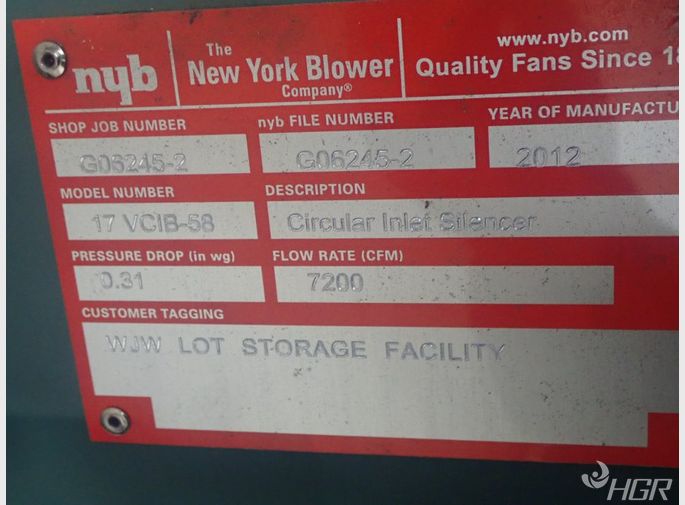 nyb
The
New York Blower
Company®
www.nyb.com
Quality Fans Since 18
SHOP JOB NUMBER
nyb FILE NUMBER
YEAR OF MANUFACTU
G06245-2
G06245-2
2012
MODEL NUMBER
DESCRIPTION
17 VCIB-58
Circular Inlet Silencer
PRESSURE DROP (in wg)
FLOW RATE (CFM)
0.31
7200
CUSTOMER TAGGING
WJW LOT STORAGE FACILITY
HGR